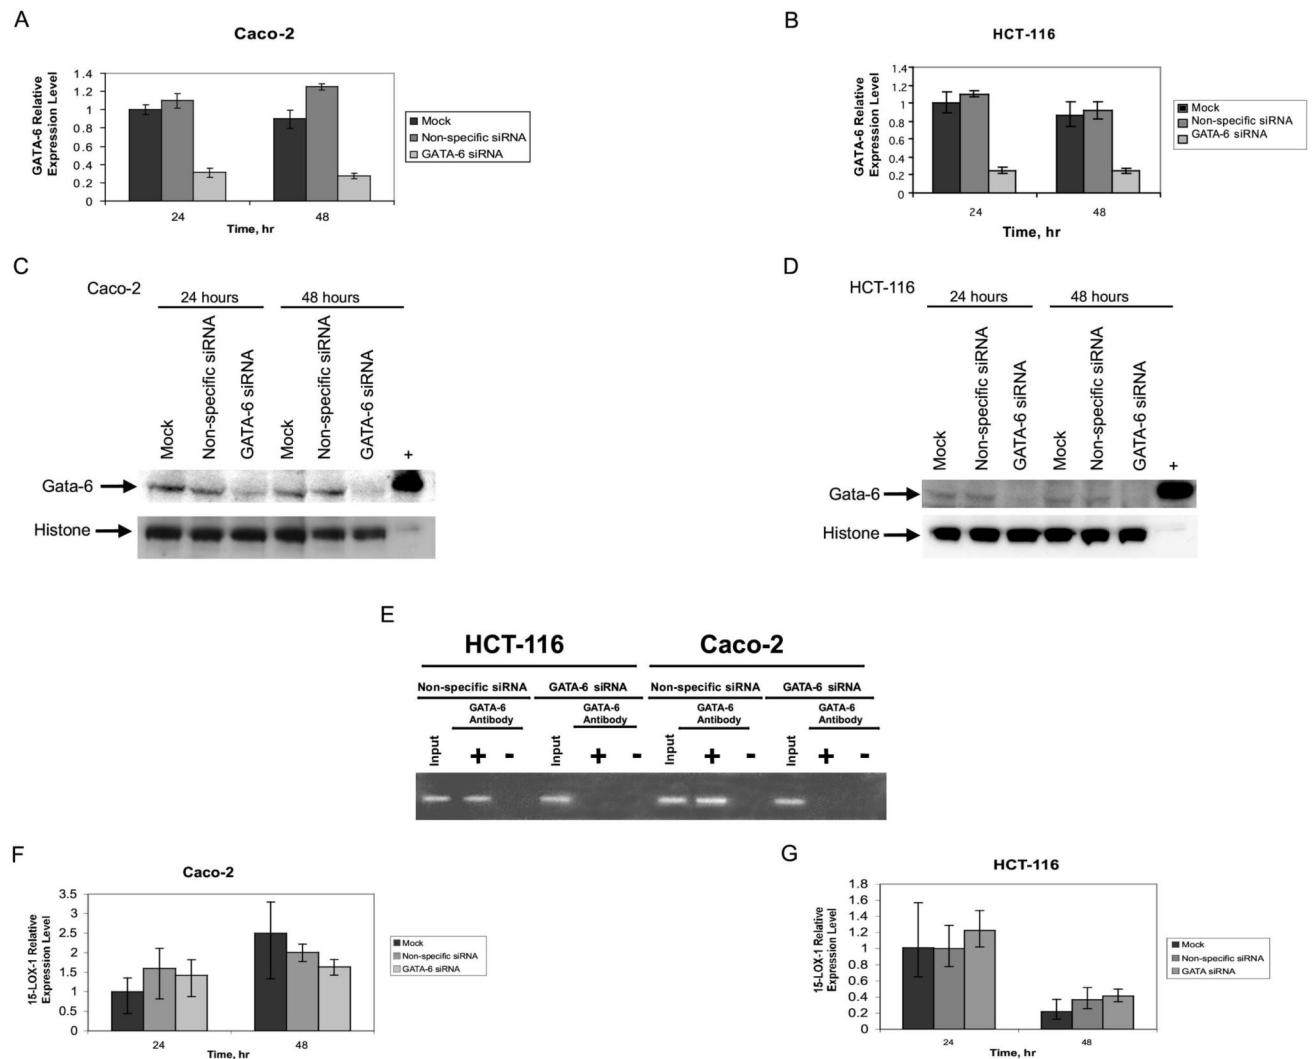 A
Caco-2
GATA-6 Relative
Expression Level
1.4
1.2
1
0.8
0.6
0.4
0.2
0
24
48
Time, hr
Mock
Non-specific siRNA
GATA-6 siRNA
B
HCT-116
GATA-6 Relative
Expression Level
1.4
1.2
1
0.8
0.6
0.4
0.2
0
24
48
Time, hr
Mock
Non-specific siRNA
GATA-6 siRNA
C
Caco-2
24 hours
48 hours
Mock
Non-specific siRNA
GATA-6 siRNA
Mock
Non-specific siRNA
GATA-6 siRNA
+
Gata-6
Histone
D
HCT-116
24 hours
48 hours
Mock
Non-specific siRNA
GATA-6 siRNA
Mock
Non-specific siRNA
GATA-6 siRNA
+
Gata-6
Histone
E
HCT-116
Caco-2
Non-specific siRNA
GATA-6 siRNA
Non-specific siRNA
GATA-6 siRNA
GATA-6
Antibody
GATA-6
Antibody
GATA-6
Antibody
GATA-6
Antibody
Input
+
-
Input
+
-
Input
+
-
Input
+
-
F
Caco-2
15-LOX-1 Relative
Expression Level
3.5
3
2.5
2
1.5
1
0.5
0
24
48
Time, hr
Mock
Non-specific siRNA
GATA-6 siRNA
G
HCT-116
15-LOX-1 Relative
Expression Level
1.8
1.6
1.4
1.2
1
0.8
0.6
0.4
0.2
0
24
48
Time, hr
Mock
Non-specific siRNA
GATA siRNA